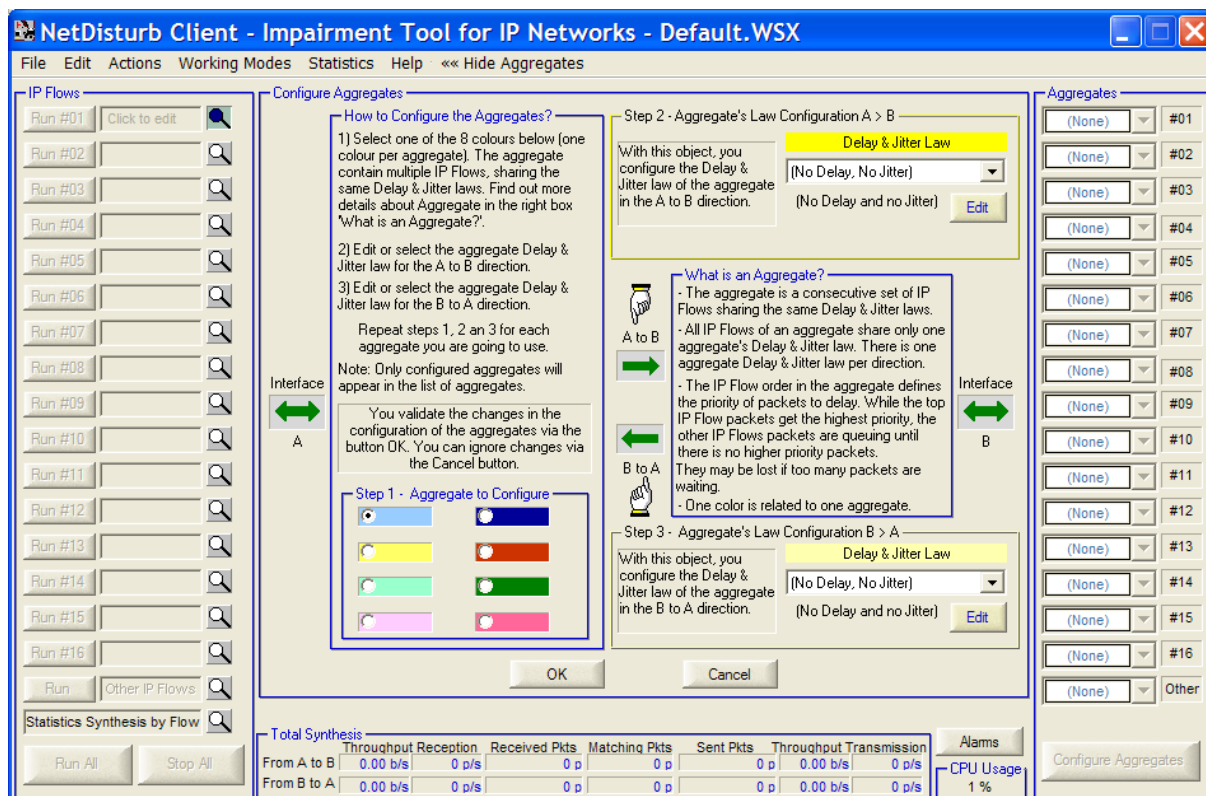 NetDisturb Client - Impairment Tool for IP Networks - Default.WSX
File Edit Actions Working Modes Statistics Help «« Hide Aggregates
IP Flows
Run #01 Click to edit
Run #02
Run #03
Run #04
Run #05
Run #06
Run #07
Run #08
Run #09
Run #10
Run #11
Run #12
Run #13
Run #14
Run #15
Run #16
Run Other IP Flows
Statistics Synthesis by Flow
Run All Stop All
Configure Aggregates
Interface
A
How to Configure the Aggregates?
1) Select one of the 8 colours below (one
colour per aggregate). The aggregate
contain multiple IP Flows, sharing the
same Delay & Jitter laws. Find out more
details about Aggregate in the right box
'What is an Aggregate?'.
2) Edit or select the aggregate Delay &
Jitter law for the A to B direction.
3) Edit or select the aggregate Delay &
Jitter law for the B to A direction.
Repeat steps 1, 2 an 3 for each
aggregate you are going to use.
Note: Only configured aggregates will
appear in the list of aggregates.
You validate the changes in the
configuration of the aggregates via the
button OK. You can ignore changes via
the Cancel button.
Step 1 - Aggregate to Configure
Step 2 - Aggregate's Law Configuration A > B
With this object, you
configure the Delay &
Jitter law of the aggregate
in the A to B direction.
Delay & Jitter Law
(No Delay, No Jitter)
(No Delay and no Jitter) Edit
A to B
B to A
What is an Aggregate?
- The aggregate is a consecutive set of IP
Flows sharing the same Delay & Jitter laws.
- All IP Flows of an aggregate share only one
aggregate's Delay & Jitter law. There is one
aggregate Delay & Jitter law per direction.
- The IP Flow order in the aggregate defines
the priority of packets to delay. While the top
IP Flow packets get the highest priority, the
other IP Flows packets are queuing until
there is no higher priority packets.
They may be lost if too many packets are
waiting.
- One color is related to one aggregate.
Interface
B
Step 3 - Aggregate's Law Configuration B > A
With this object, you
configure the Delay &
Jitter law of the aggregate
in the B to A direction.
Delay & Jitter Law
(No Delay, No Jitter)
(No Delay and no Jitter) Edit
OK Cancel
Aggregates
(None) #01
(None) #02
(None) #03
(None) #04
(None) #05
(None) #06
(None) #07
(None) #08
(None) #09
(None) #10
(None) #11
(None) #12
(None) #13
(None) #14
(None) #15
(None) #16
(None) Other
Configure Aggregates
Total Synthesis
Throughput Reception Received Pkts Matching Pkts Sent Pkts Throughput Transmission
From A to B 0.00 b/s 0 p/s 0 p 0 p 0 p 0.00 b/s 0 p/s
From B to A 0.00 b/s 0 p/s 0 p 0 p 0 p 0.00 b/s 0 p/s
Alarms
CPU Usage
1 %